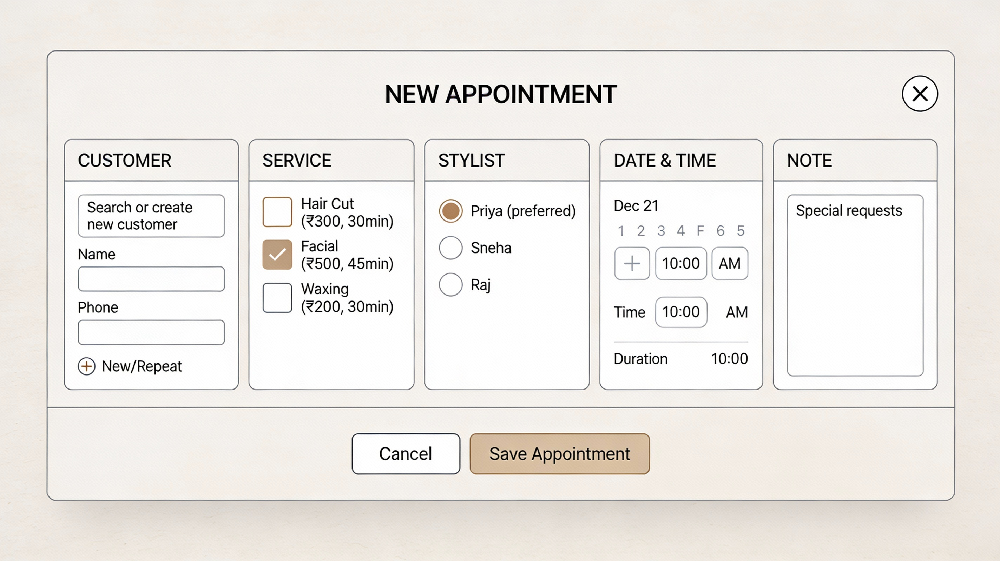 NEW APPOINTMENT
CUSTOMER
Search or create
new customer
Name
Phone
New/Repeat
SERVICE
Hair Cut
(₹300, 30min)
Facial
(₹500, 45min)
Waxing
(₹200, 30min)
STYLIST
Priya (preferred)
Sneha
Raj
DATE & TIME
Dec 21
1 2 3 4 F 6 5
10:00 AM
Time 10:00 AM
Duration 10:00
NOTE
Special requests
Cancel
Save Appointment